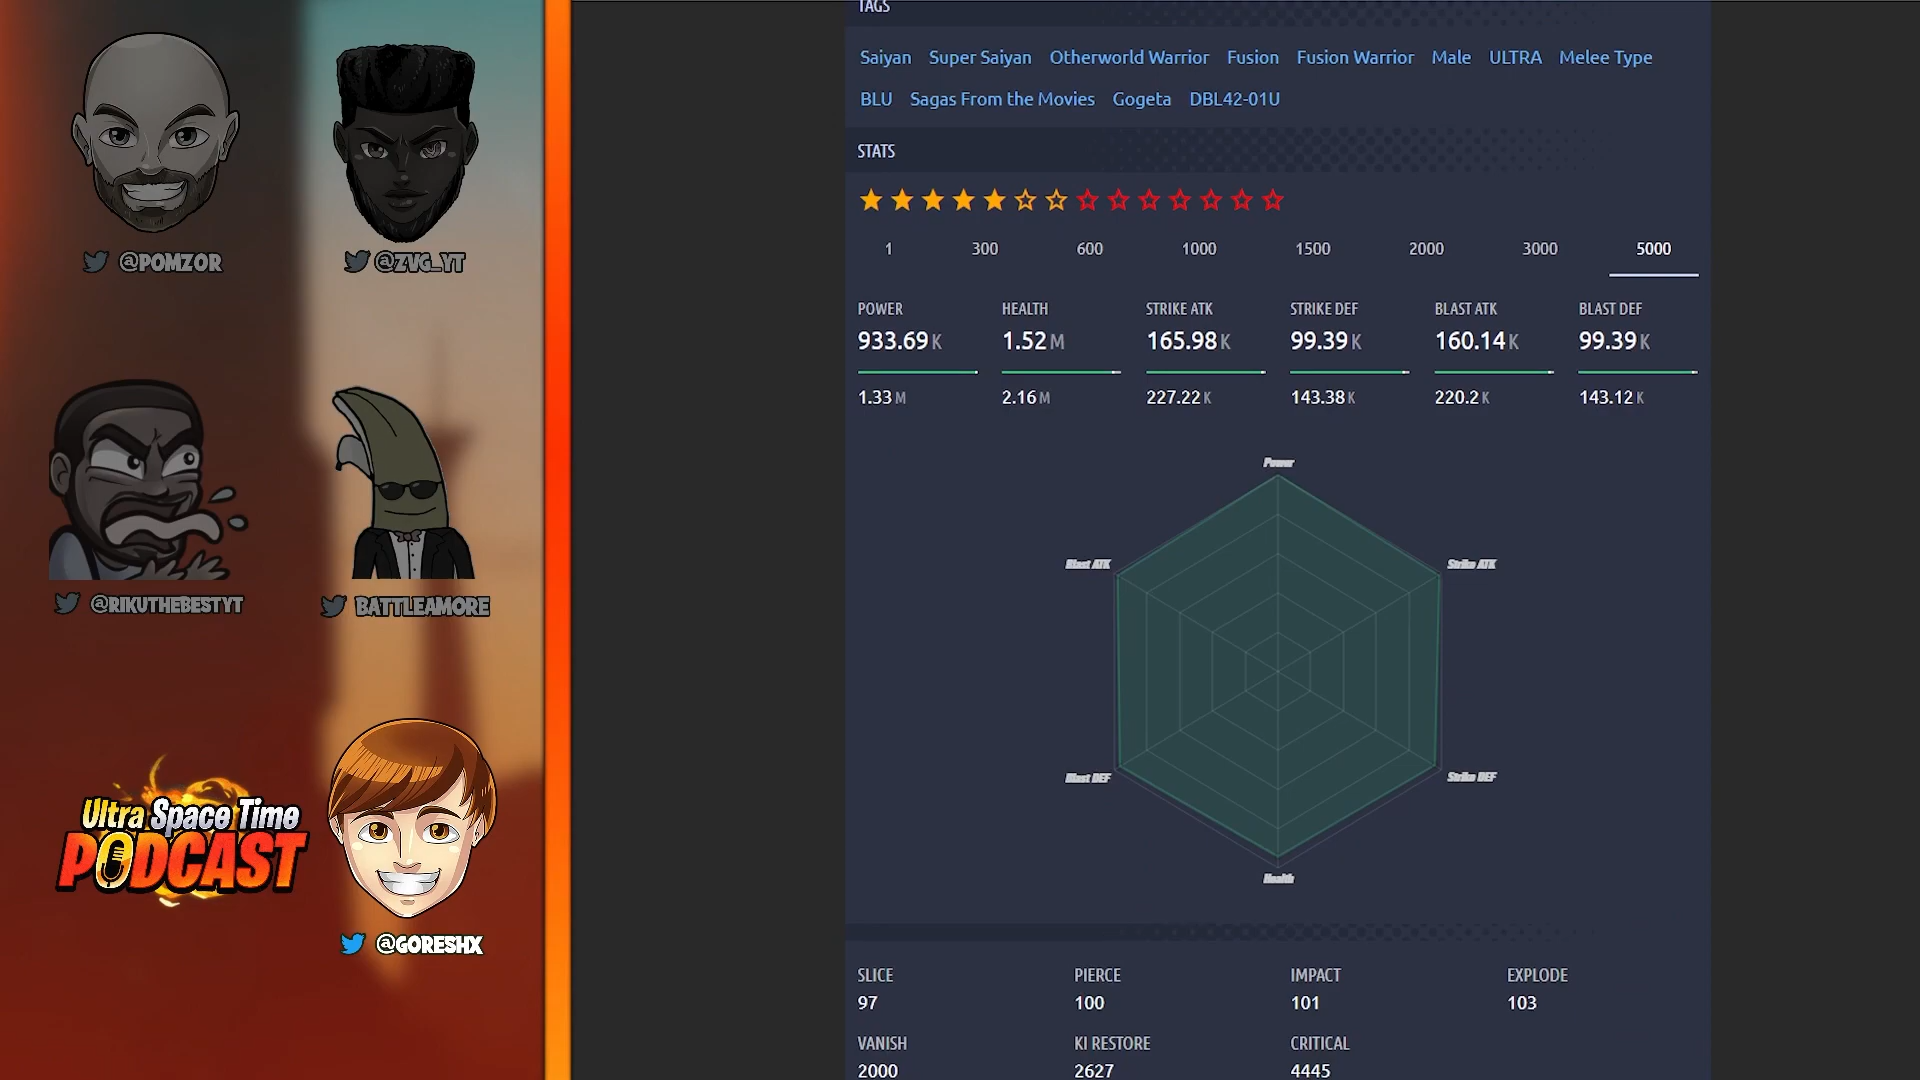 TAGS
Saiyan Super Saiyan Otherworld Warrior Fusion Fusion Warrior Male ULTRA Melee Type
BLU Sagas From the Movies Gogeta DBL42-01U
STATS
1 300 600 1000 1500 2000 3000 5000
POWER HEALTH STRIKE ATK STRIKE DEF BLAST ATK BLAST DEF
933.69 K 1.52 M 165.98 K 99.39 K 160.14 K 99.39 K
1.33 M 2.16 M 227.22 K 143.38 K 220.2 K 143.12 K
Power
Blast ATK Strike ATK
Blast DEF Strike DEF
Health
SLICE PIERCE IMPACT EXPLODE
97 100 101 103
VANISH KI RESTORE CRITICAL
2000 2627 4445
@POMZOR @ZVG_YT
@RIKUTHEBESTYT BATTLEAMORE
Ultra Space Time
PODCAST
@GORESHX